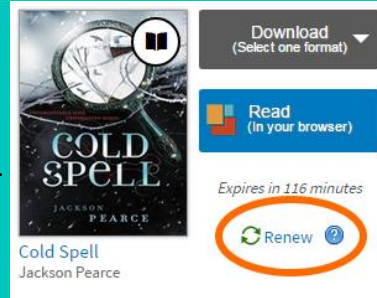 COLD
SPELL
JACKSON
PEARCE
Cold Spell
Jackson Pearce
Download
(Select one format)
Read
(In your browser)
Expires in 116 minutes
Renew ?